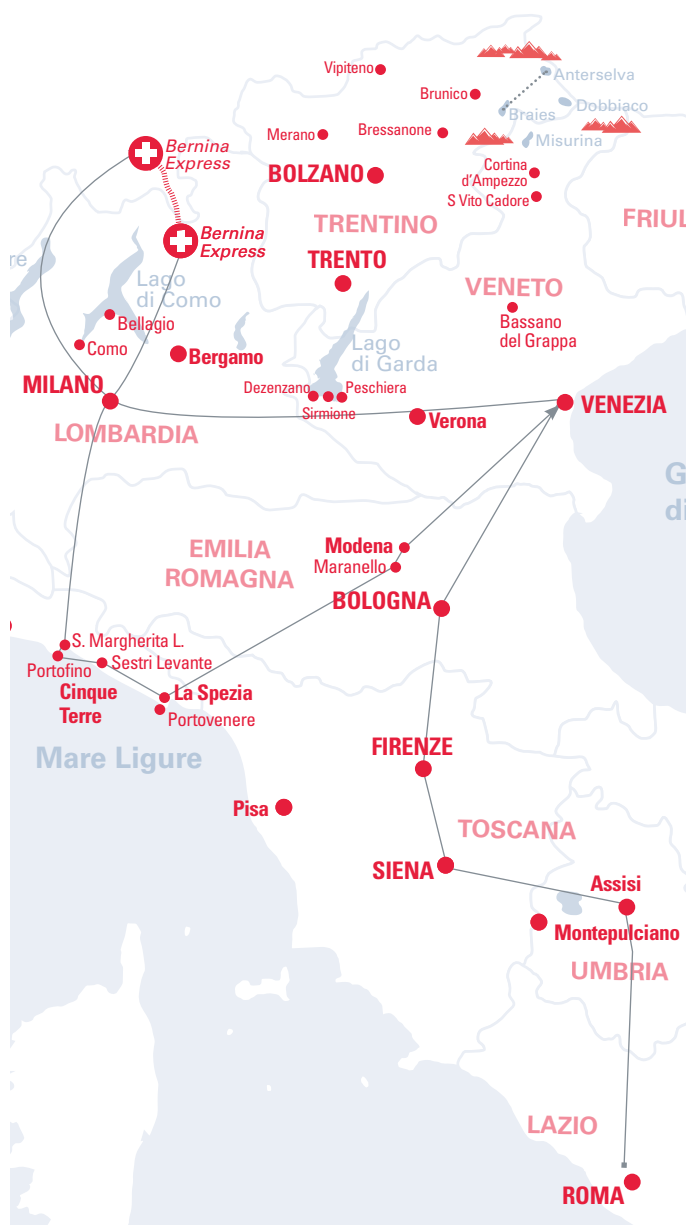 Vipiteno
Anterselva
Brunico
Braies
Dobbiaco
Merano
Bressanone
Misurina
Bernina
Express
BOLZANO
Cortina
d'Ampezzo
S Vito Cadore
TRENTINO
FRIUL
Bernina
Express
re
TRENTO
Lago
di Como
VENETO
Bellagio
Bassano
del Grappa
Como
Bergamo
Lago
di Garda
MILANO
Dezenzano
Peschiera
Sirmione
Verona
VENEZIA
LOMBARDIA
G
di
EMILIA
ROMAGNA
Modena
Maranello
BOLOGNA
S. Margherita L.
Portofino
Sestri Levante
Cinque
Terre
La Spezia
Portovenere
Mare Ligure
FIRENZE
Pisa
TOSCANA
SIENA
Assisi
Montepulciano
UMBRIA
LAZIO
ROMA